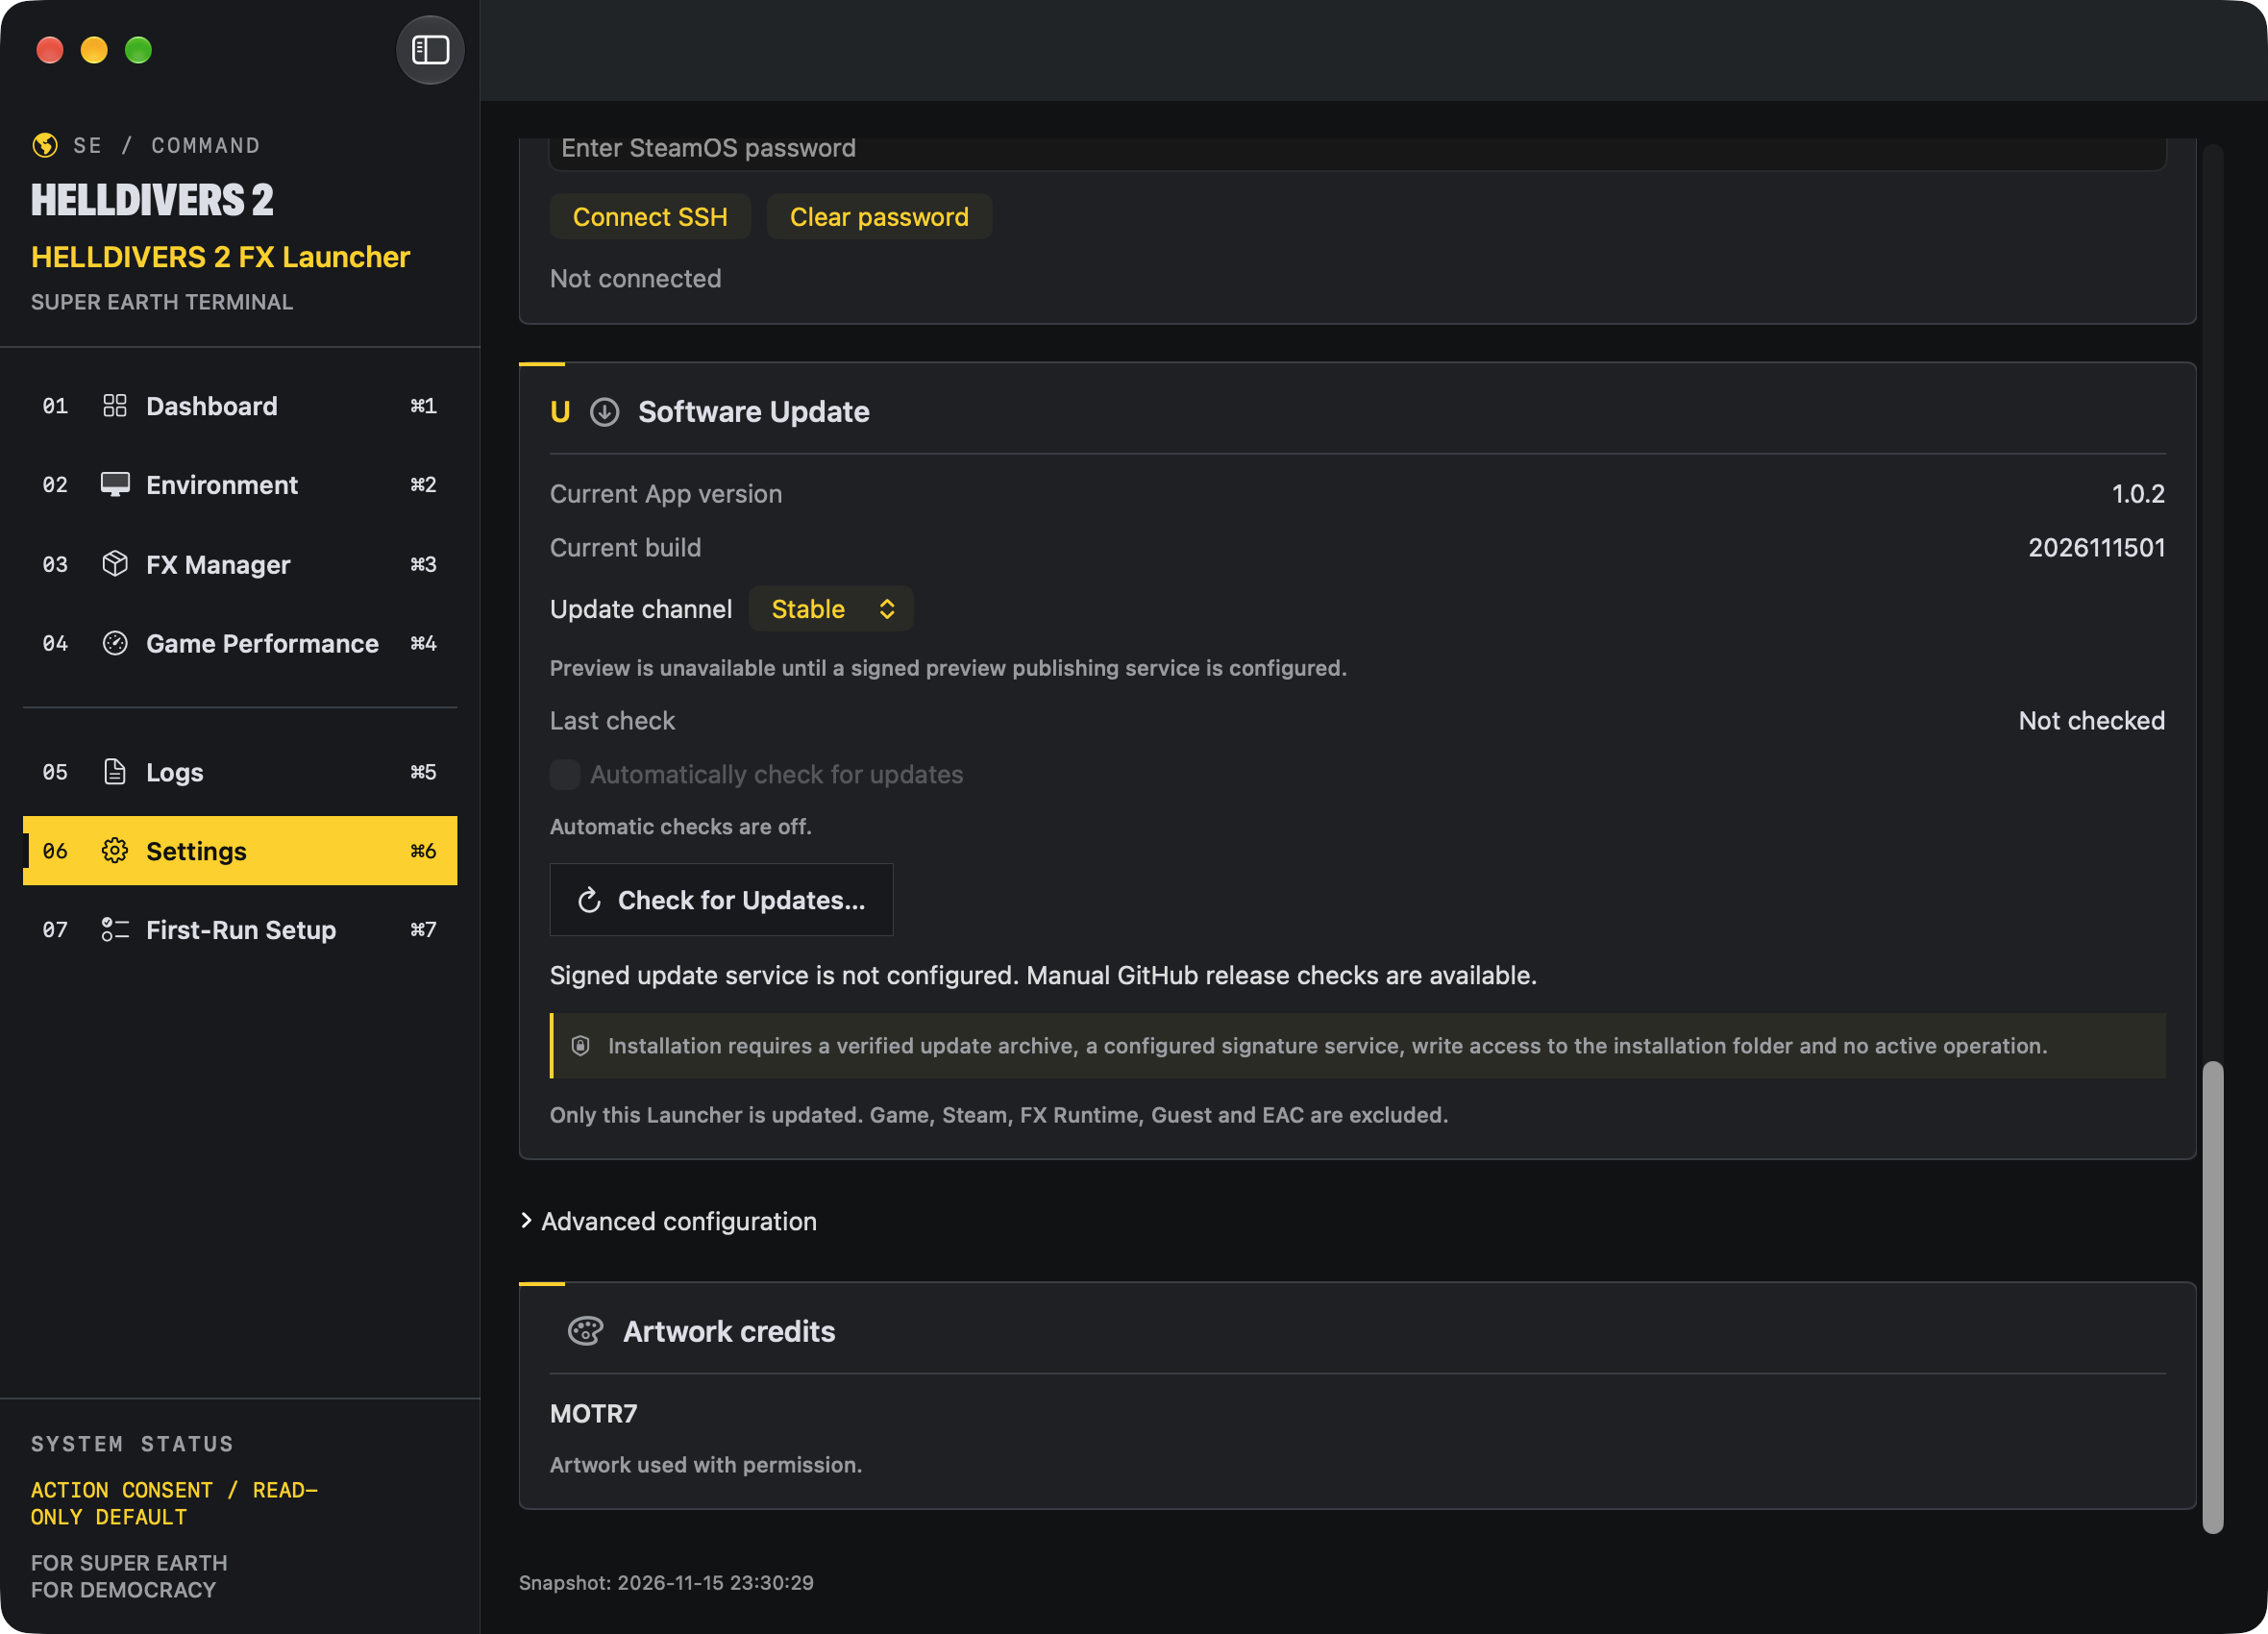 SE / COMMAND
HELLDIVERS 2
HELLDIVERS 2 FX Launcher
SUPER EARTH TERMINAL
01 Dashboard ⌘1
02 Environment ⌘2
03 FX Manager ⌘3
04 Game Performance ⌘4
05 Logs ⌘5
06 Settings ⌘6
07 First-Run Setup ⌘7
SYSTEM STATUS
ACTION CONSENT / READ-
ONLY DEFAULT
FOR SUPER EARTH
FOR DEMOCRACY
Enter SteamOS password
Connect SSH Clear password
Not connected
U Software Update
Current App version 1.0.2
Current build 2026111501
Update channel Stable
Preview is unavailable until a signed preview publishing service is configured.
Last check Not checked
Automatically check for updates
Automatic checks are off.
Check for Updates...
Signed update service is not configured. Manual GitHub release checks are available.
Installation requires a verified update archive, a configured signature service, write access to the installation folder and no active operation.
Only this Launcher is updated. Game, Steam, FX Runtime, Guest and EAC are excluded.
Advanced configuration
Artwork credits
MOTR7
Artwork used with permission.
Snapshot: 2026-11-15 23:30:29